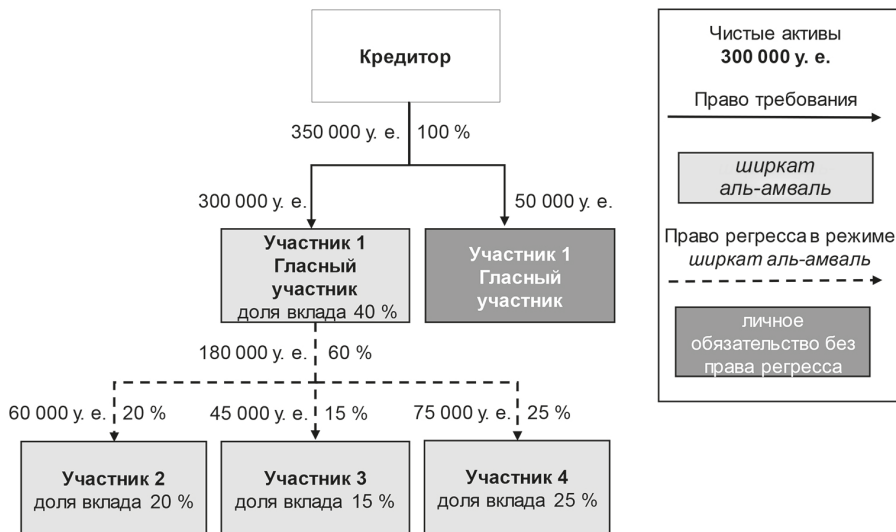 Кредитор
350 000 у. е. 100 %
300 000 у. е.
50 000 у. е.
Участник 1
Гласный
участник
доля вклада 40 %
Участник 1
Гласный
участник
180 000 у. е. 60 %
60 000 у. е. 20 %
45 000 у. е. 15 %
75 000 у. е. 25 %
Участник 2
доля вклада 20 %
Участник 3
доля вклада 15 %
Участник 4
доля вклада 25 %
Чистые активы
300 000 у. е.
Право требования
ширкат
аль-амваль
Право регресса в режиме
ширкат аль-амваль
личное
обязательство без
права регресса